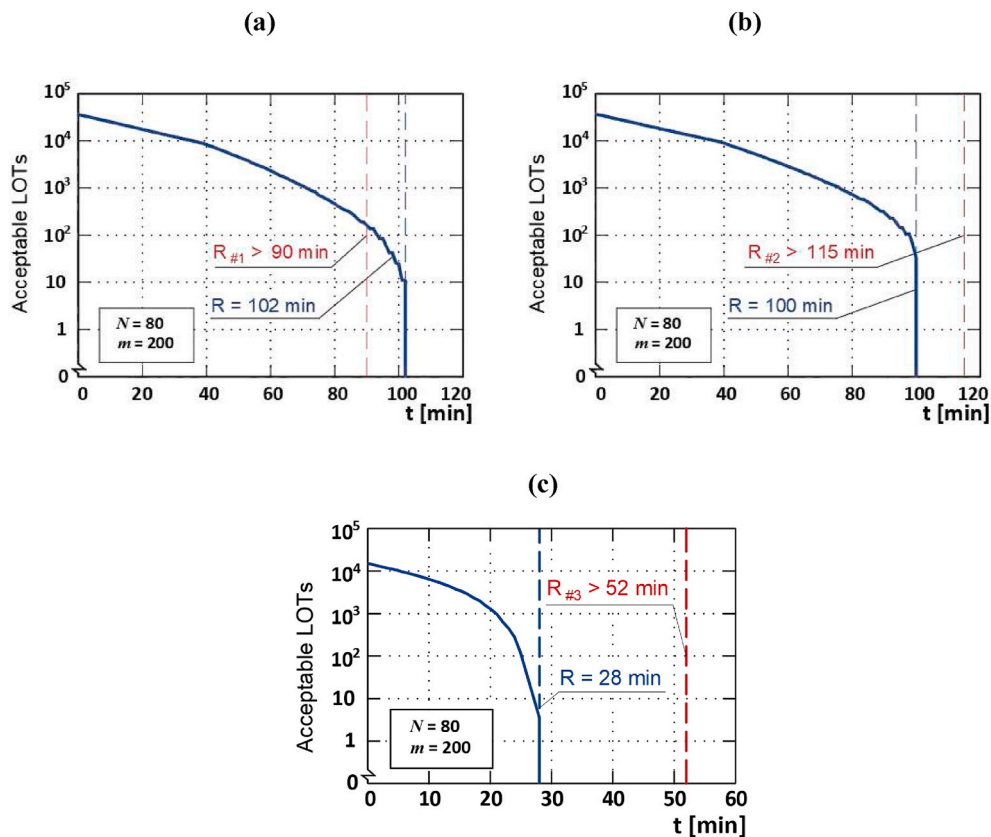 (a)
Acceptable LOTs
10^5
10^4
10^3
10^2
10
1
0
R #1 > 90 min
R = 102 min
N = 80
m = 200
0 20 40 60 80 100 120
t [min]
(b)
Acceptable LOTs
10^5
10^4
10^3
10^2
10
1
0
R #2 > 115 min
R = 100 min
N = 80
m = 200
0 20 40 60 80 100 120
t [min]
(c)
Acceptable LOTs
10^5
10^4
10^3
10^2
10
1
0
R #3 > 52 min
R = 28 min
N = 80
m = 200
0 10 20 30 40 50 60
t [min]